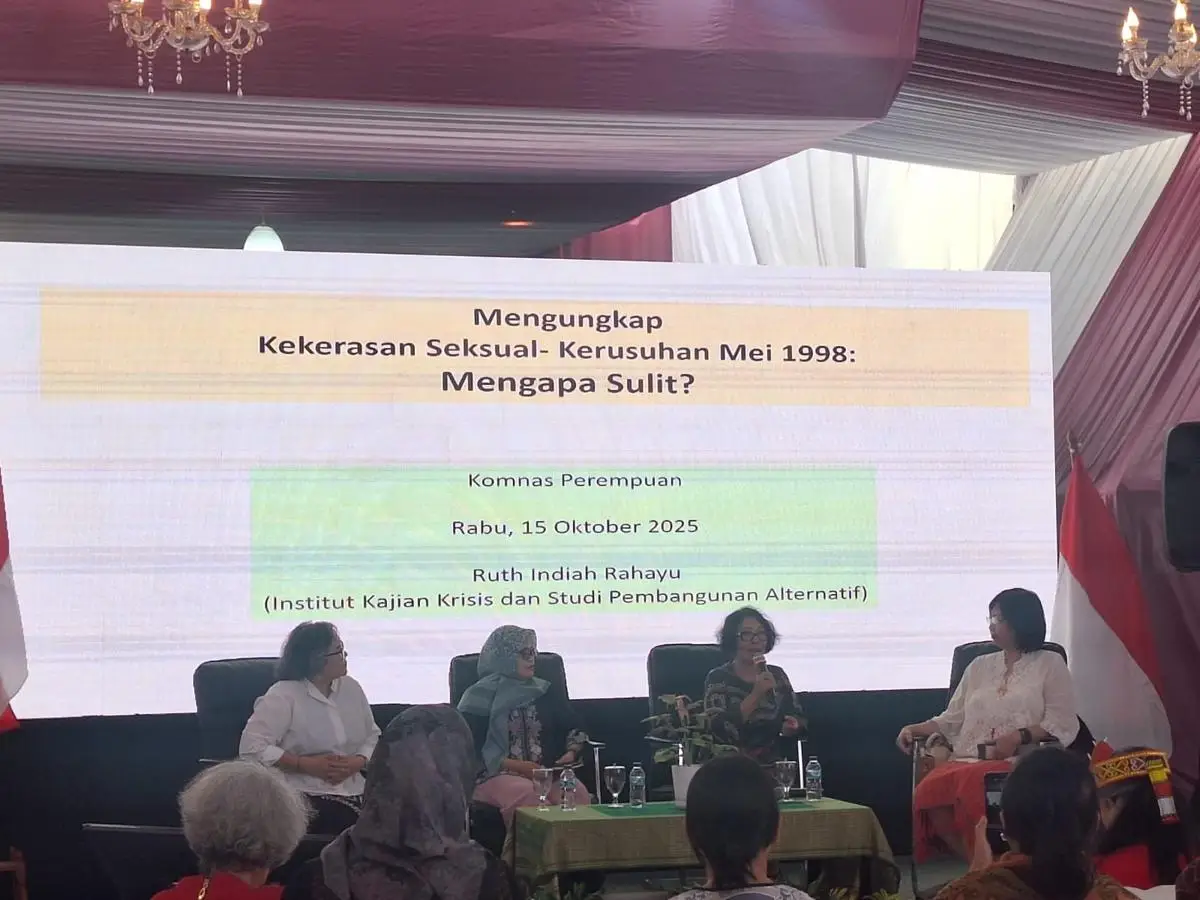 Mengungkap
Kekerasan Seksual- Kerusuhan Mei 1998:
Mengapa Sulit?
Komnas Perempuan
Rabu, 15 Oktober 2025
Ruth Indiah Rahayu
(Institut Kajian Krisis dan Studi Pembangunan Alternatif)